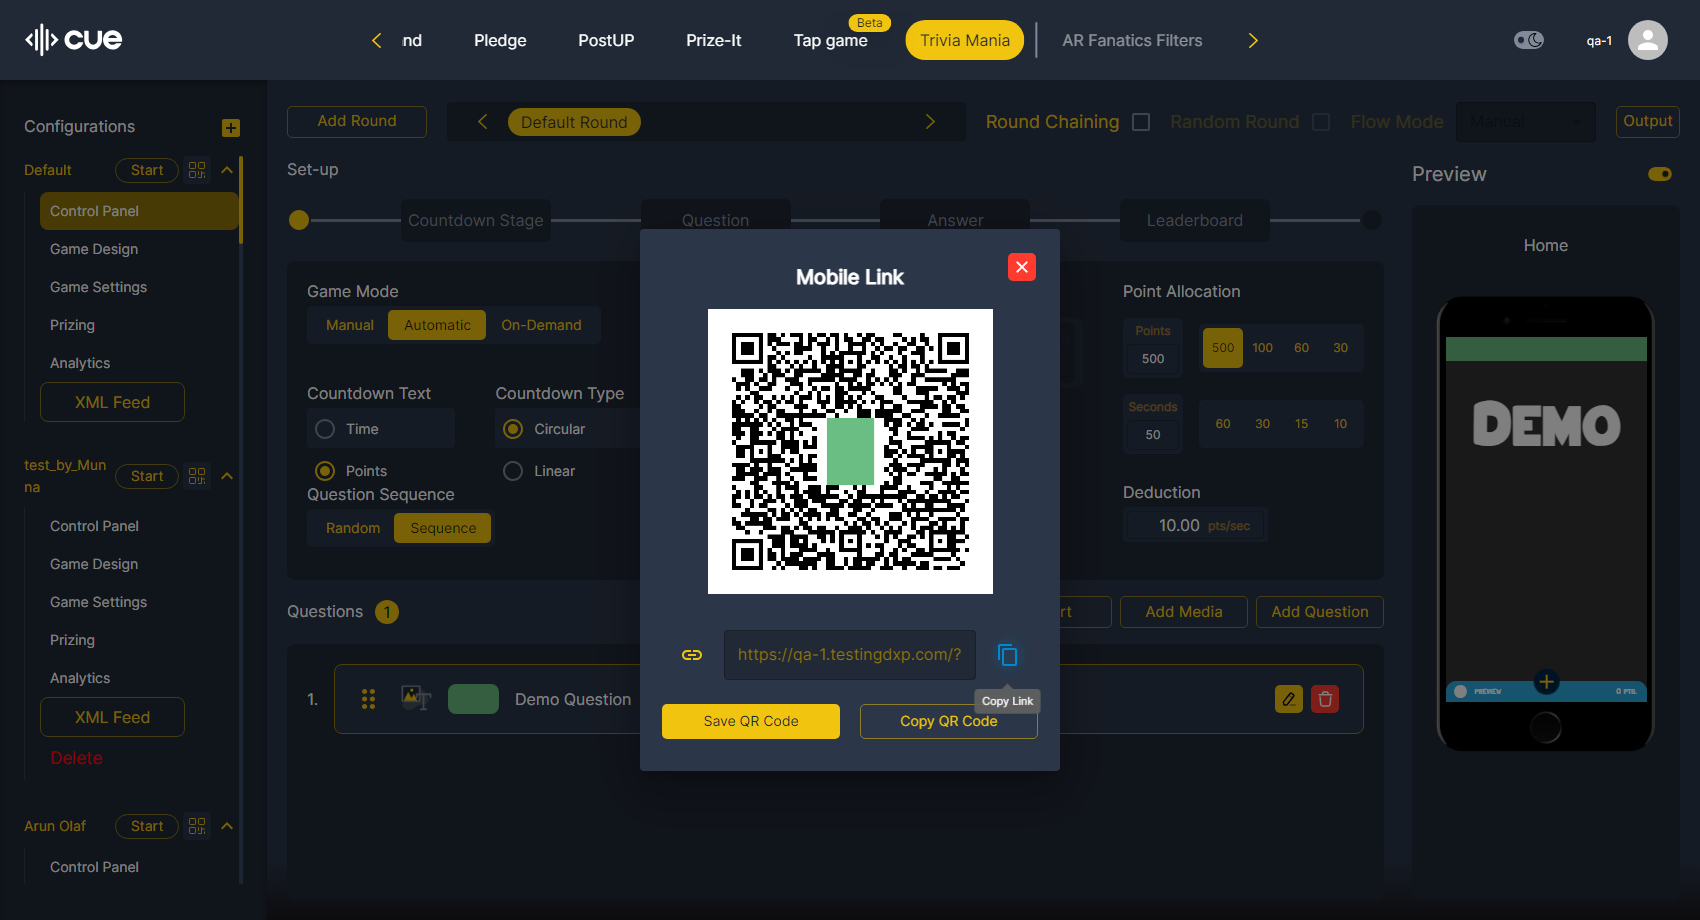 cue
nd
Pledge
PostUP
Prize-It
Tap game
Beta
Trivia Mania
AR Fanatics Filters
qa-1
Configurations
Default
Start
Control Panel
Game Design
Game Settings
Prizing
Analytics
XML Feed
test_by_Mun
na
Start
Control Panel
Game Design
Game Settings
Prizing
Analytics
XML Feed
Delete
Arun Olaf
Start
Control Panel
Add Round
Default Round
Round Chaining
Random Round
Flow Mode
Manual
Output
Set-up
Countdown Stage
Question
Answer
Leaderboard
Game Mode
Manual
Automatic
On-Demand
Countdown Text
Time
Points
Countdown Type
Circular
Linear
Question Sequence
Random
Sequence
Point Allocation
Points
500
500
100
60
30
Seconds
50
60
30
15
10
Deduction
10.00 pts/sec
Questions 1
rt
Add Media
Add Question
1.
Demo Question
Mobile Link
https://qa-1.testingdxp.com/?
Copy Link
Save QR Code
Copy QR Code
Preview
Home
DEMO
PREVIEW
0 PTS.